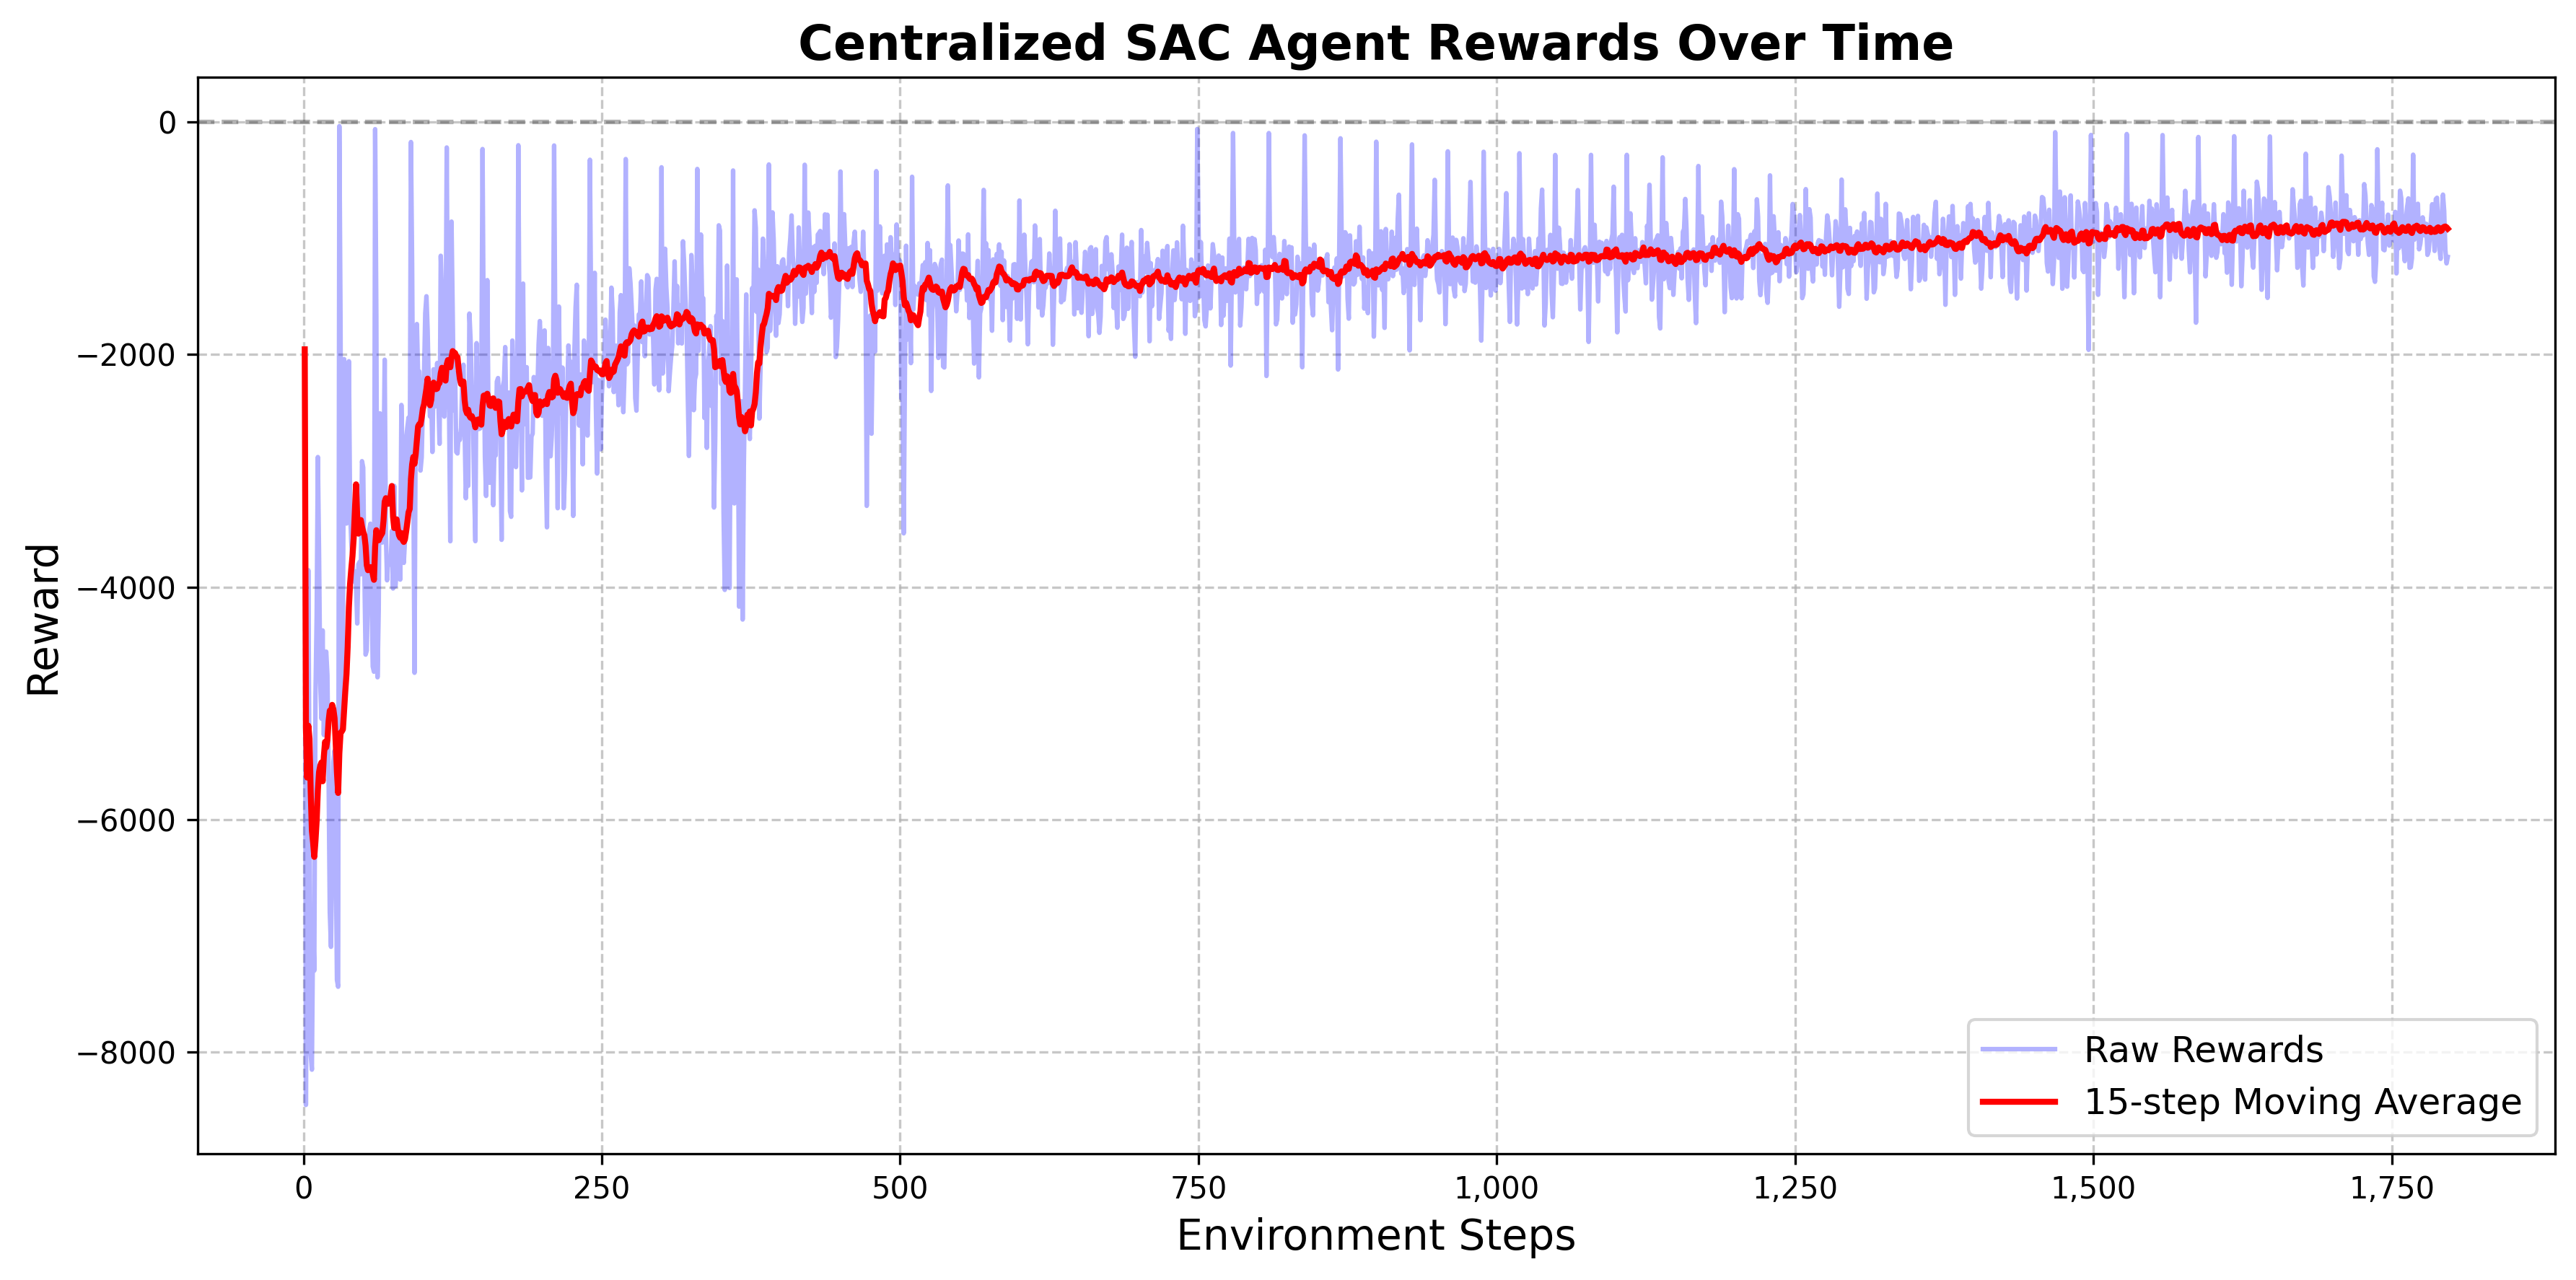 Centralized SAC Agent Rewards Over Time
Reward
0
−2000
−4000
−6000
−8000
0
250
500
750
1,000
1,250
1,500
1,750
Environment Steps
Raw Rewards
15-step Moving Average